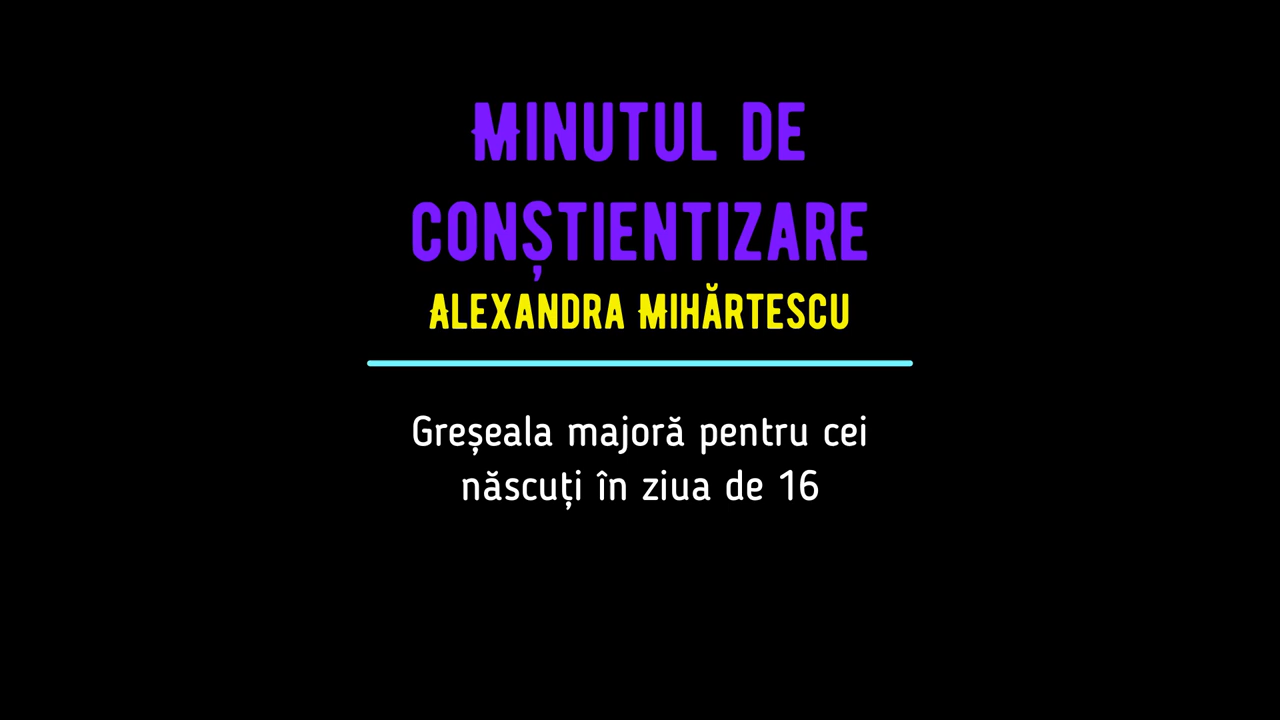 MINUTUL DE
CONȘTIENTIZARE
ALEXANDRA MIHĂRTESCU
Greșeala majoră pentru cei
născuți în ziua de 16